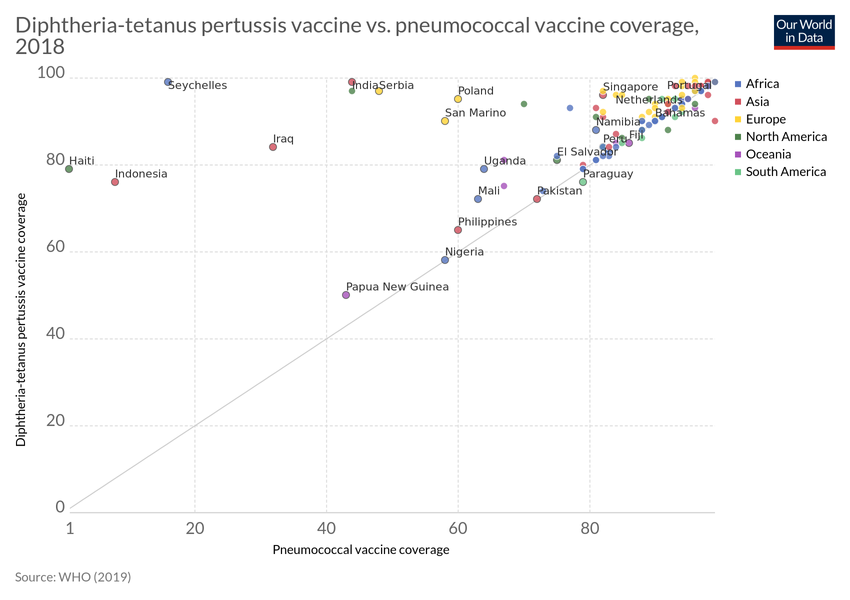 Diphtheria-tetanus pertussis vaccine vs. pneumococcal vaccine coverage,
2018
Our World
in Data
Diphtheria-tetanus pertussis vaccine coverage
100
80
60
40
20
0
1
20
40
60
80
Pneumococcal vaccine coverage
Seychelles
India
Serbia
Poland
San Marino
Singapore
Portugal
Netherlands
Bahamas
Namibia
Peru
Fiji
Iraq
Haiti
Indonesia
Uganda
El Salvador
Paraguay
Mali
Pakistan
Philippines
Nigeria
Papua New Guinea
Africa
Asia
Europe
North America
Oceania
South America
Source: WHO (2019)